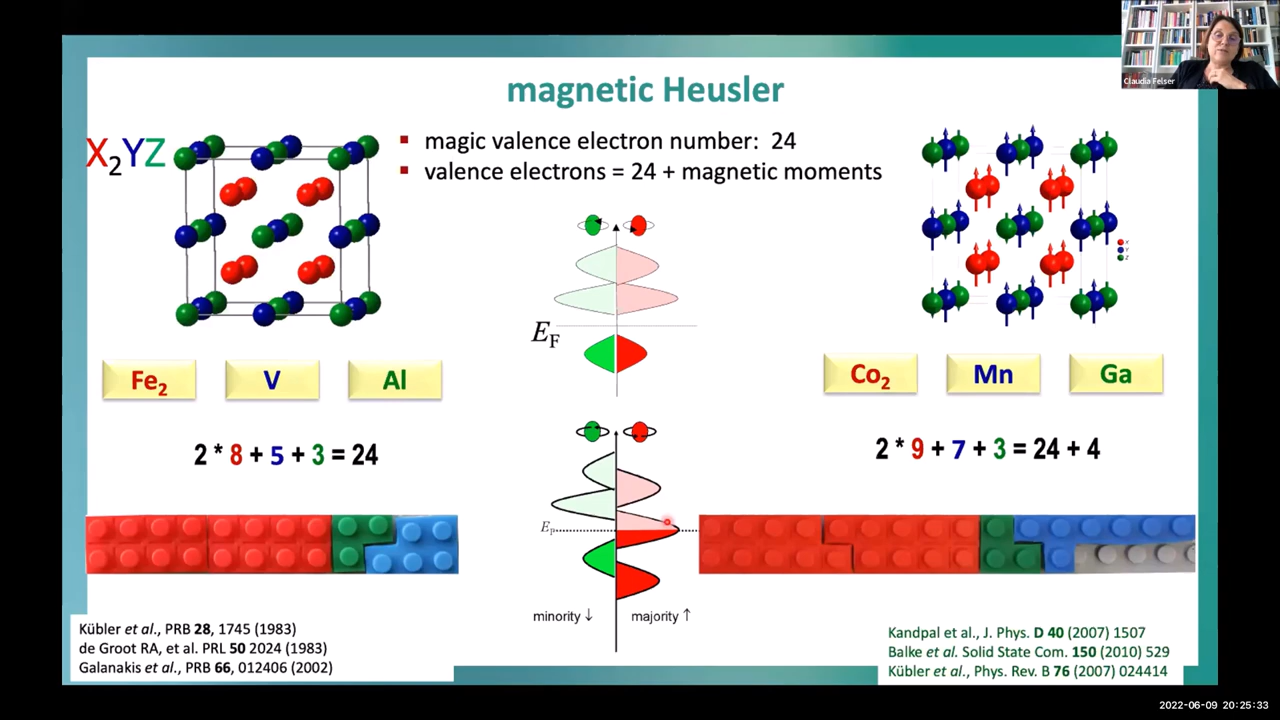 Claudia Felser
magnetic Heusler
X₂YZ
magic valence electron number: 24
valence electrons = 24 + magnetic moments
E_F
Fe₂
V
Al
2 * 8 + 5 + 3 = 24
Co₂
Mn
Ga
2 * 9 + 7 + 3 = 24 + 4
X
Y
Z
E_F
minority ↓
majority ↑
Kübler et al., PRB 28, 1745 (1983)
de Groot RA, et al. PRL 50 2024 (1983)
Galanakis et al., PRB 66, 012406 (2002)
Kandpal et al., J. Phys. D 40 (2007) 1507
Balke et al. Solid State Com. 150 (2010) 529
Kübler et al., Phys. Rev. B 76 (2007) 024414
2022-06-09 20:25:33